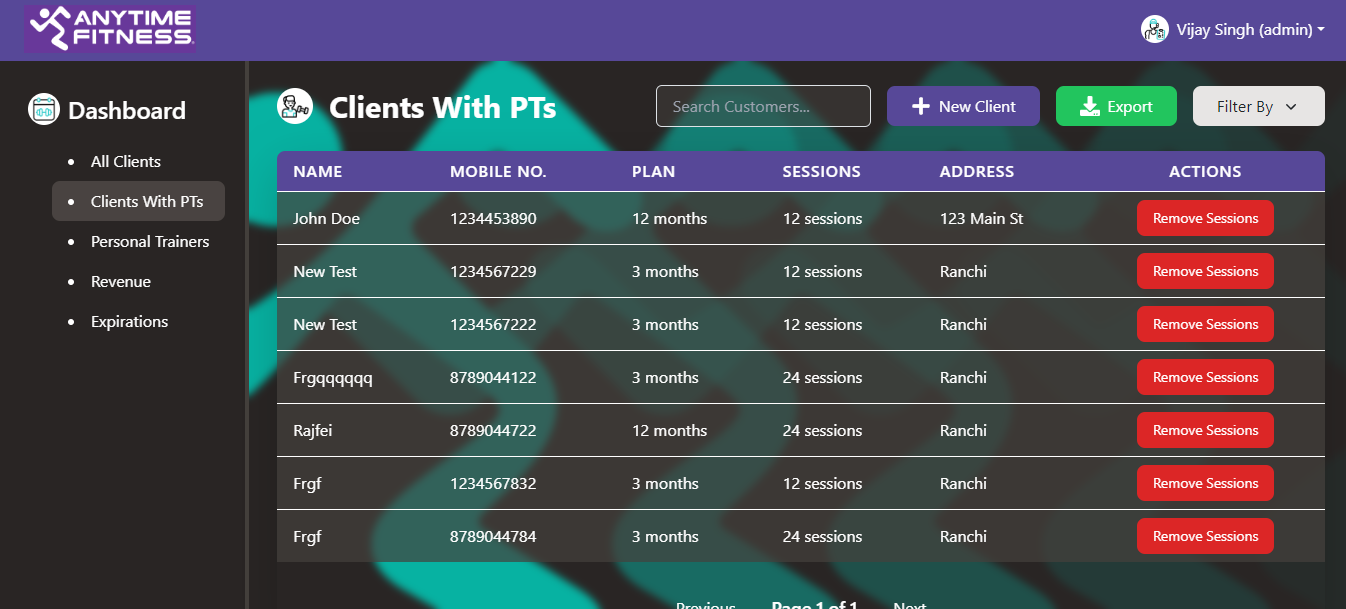 ANYTIME
FITNESS.
Vijay Singh (admin)
Dashboard
All Clients
Clients With PTs
Personal Trainers
Revenue
Expirations
Clients With PTs
Search Customers...
New Client
Export
Filter By
NAME MOBILE NO. PLAN SESSIONS ADDRESS ACTIONS
John Doe 1234453890 12 months 12 sessions 123 Main St Remove Sessions
New Test 1234567229 3 months 12 sessions Ranchi Remove Sessions
New Test 1234567222 3 months 12 sessions Ranchi Remove Sessions
Frgqqqqqq 8789044122 3 months 24 sessions Ranchi Remove Sessions
Rajfei 8789044722 12 months 24 sessions Ranchi Remove Sessions
Frgf 1234567832 3 months 12 sessions Ranchi Remove Sessions
Frgf 8789044784 3 months 24 sessions Ranchi Remove Sessions
Previous Page 1 of 1 Next